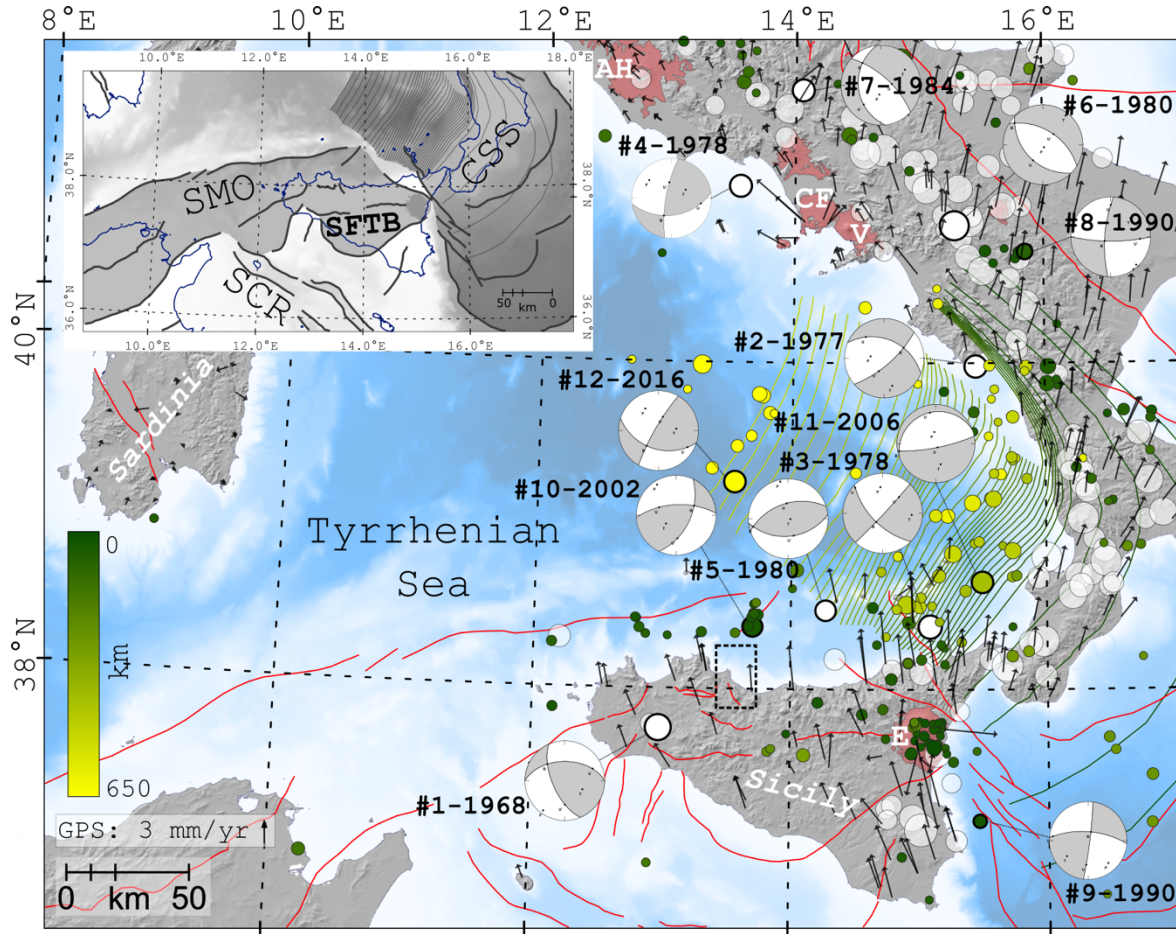 8°E
10°E
12°E
14°E
16°E
10.0°E
12.0°E
14.0°E
16.0°E
18.0°E
38.0°N
36.0°N
38.0°N
36.0°N
SMO
CSS
SFTB
SCR
50 0
km
10.0°E
12.0°E
14.0°E
16.0°E
AH
#7-1984
#6-1980
#4-1978
CF
V
#8-1990
40°N
#2-1977
#12-2016
#11-2006
#3-1978
#10-2002
Sardinia
Tyrrhenian
Sea
#5-1980
0
km
650
38°N
E
Sicily
#1-1968
GPS: 3 mm/yr
0 km 50
#9-1990